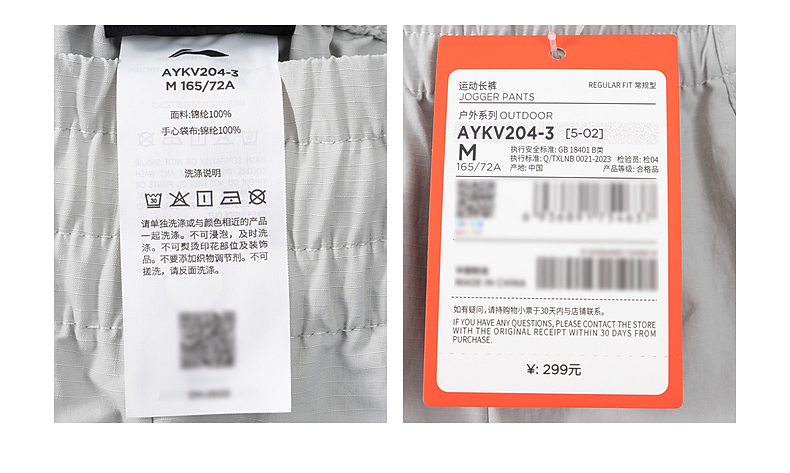 AYKV204-3
M 165/72A
面料:锦纶100%
手心袋布:锦纶100%
洗涤说明
30
请单独洗涤或与颜色相近的产品
一起洗涤。不可浸泡，及时洗
涤。不可熨烫印花部位及装饰
品。不要添加织物调节剂。不可
搓洗，请反面洗涤。
运动长裤
REGULAR FIT 常规型
JOGGER PANTS
户外系列 OUTDOOR
AYKV204-3 [5-02]
M
165/72A
执行安全标准: GB 18401 B类
执行标准: Q/TXLNB 0021-2023 检验员: 检04
产地: 中国
产品等级: 合格品
MADE IN CHINA
如有疑问，请持购物小票于30天内与店铺联系。
IF YOU HAVE ANY QUESTIONS, PLEASE CONTACT THE STORE
WITH THE ORIGINAL RECEIPT WITHIN 30 DAYS FROM
PURCHASE.
¥: 299元